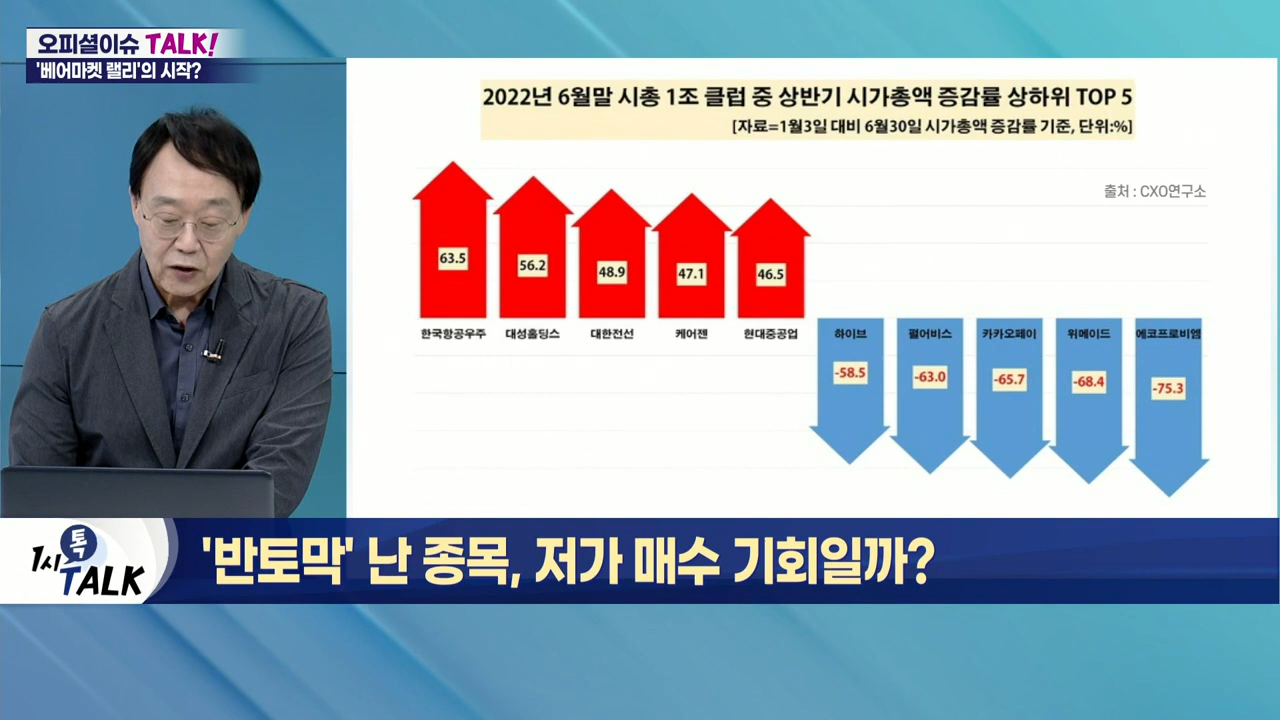 오피셜이슈 TALK!
'베어마켓 랠리'의 시작?
2022년 6월말 시총 1조 클럽 중 상반기 시가총액 증감률 상하위 TOP 5
[자료=1월3일 대비 6월30일 시가총액 증감률 기준, 단위:%]
출처 : CXO연구소
63.5 56.2 48.9 47.1 46.5
한국항공우주 대성홀딩스 대한전선 케어젠 현대중공업 하이브 펄어비스 카카오페이 위메이드 에코프로비엠
-58.5 -63.0 -65.7 -68.4 -75.3
1시톡 TALK
'반토막' 난 종목, 저가 매수 기회일까?